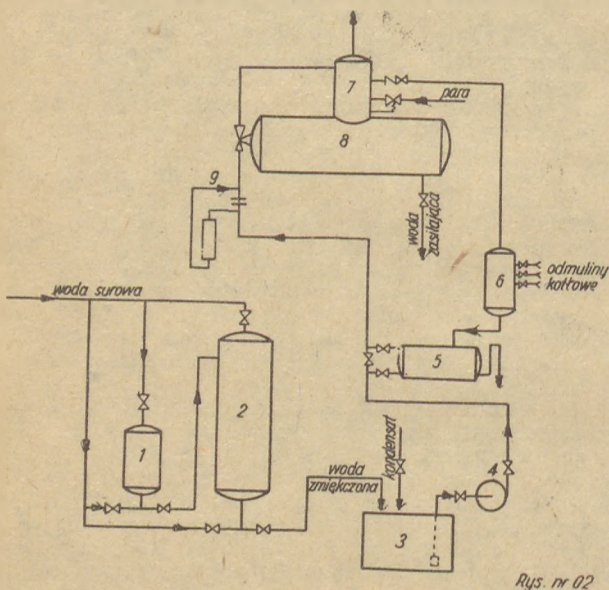 7
para
8
9
woda
zasilająca
6
odmuliny
kotłowe
woda surowa
5
2
1
kondensat
4
woda
zmiękczona
3
Rys. nr 02